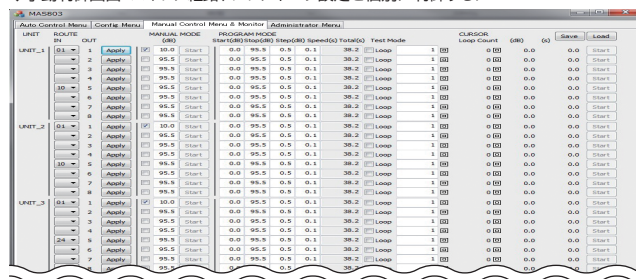 MAS803
Auto Control Menu Config Menu Manual Control Menu & Monitor Administrator Menu
UNIT ROUTE MANUAL MODE PROGRAM MODE CURSOR Save Load
IN OUT (dB) Start(dB) Stop(dB) Step(dB) Speed(s) Total(s) Test Mode Loop Count (dB) (s)
UNIT_1 01 1 Apply 10.0 Start 0.0 95.5 0.5 0.1 38.2 Loop 1 0 0.0 0.0 Start
2 Apply 95.5 Start 0.0 95.5 0.5 0.1 38.2 Loop 1 0 0.0 0.0 Start
3 Apply 95.5 Start 0.0 95.5 0.5 0.1 38.2 Loop 1 0 0.0 0.0 Start
4 Apply 95.5 Start 0.0 95.5 0.5 0.1 38.2 Loop 1 0 0.0 0.0 Start
10 5 Apply 95.5 Start 0.0 95.5 0.5 0.1 38.2 Loop 1 0 0.0 0.0 Start
6 Apply 95.5 Start 0.0 95.5 0.5 0.1 38.2 Loop 1 0 0.0 0.0 Start
7 Apply 95.5 Start 0.0 95.5 0.5 0.1 38.2 Loop 1 0 0.0 0.0 Start
8 Apply 95.5 Start 0.0 95.5 0.5 0.1 38.2 Loop 1 0 0.0 0.0 Start
UNIT_2 01 1 Apply 10.0 Start 0.0 95.5 0.5 0.1 38.2 Loop 1 0 0.0 0.0 Start
2 Apply 95.5 Start 0.0 95.5 0.5 0.1 38.2 Loop 1 0 0.0 0.0 Start
3 Apply 95.5 Start 0.0 95.5 0.5 0.1 38.2 Loop 1 0 0.0 0.0 Start
4 Apply 95.5 Start 0.0 95.5 0.5 0.1 38.2 Loop 1 0 0.0 0.0 Start
10 5 Apply 95.5 Start 0.0 95.5 0.5 0.1 38.2 Loop 1 0 0.0 0.0 Start
6 Apply 95.5 Start 0.0 95.5 0.5 0.1 38.2 Loop 1 0 0.0 0.0 Start
7 Apply 95.5 Start 0.0 95.5 0.5 0.1 38.2 Loop 1 0 0.0 0.0 Start
8 Apply 95.5 Start 0.0 95.5 0.5 0.1 38.2 Loop 1 0 0.0 0.0 Start
UNIT_3 01 1 Apply 10.0 Start 0.0 95.5 0.5 0.1 38.2 Loop 1 0 0.0 0.0 Start
2 Apply 95.5 Start 0.0 95.5 0.5 0.1 38.2 Loop 1 0 0.0 0.0 Start
3 Apply 95.5 Start 0.0 95.5 0.5 0.1 38.2 Loop 1 0 0.0 0.0 Start
4 Apply 95.5 Start 0.0 95.5 0.5 0.1 38.2 Loop 1 0 0.0 0.0 Start
24 5 Apply 95.5 Start 0.0 95.5 0.5 0.1 38.2 Loop 1 0 0.0 0.0 Start
6 Apply 95.5 Start 0.0 95.5 0.5 0.1 38.2 Loop 1 0 0.0 0.0 Start
7 Apply 95.5 Start 0.0 95.5 0.5 0.1 38.2 Loop 1 0 0.0 0.0 Start